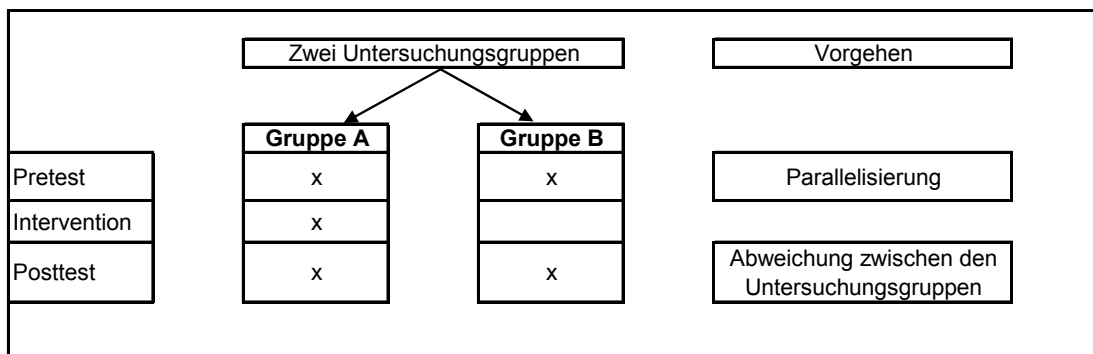 Zwei Untersuchungsgruppen Vorgehen
Gruppe A Gruppe B
Pretest x x Parallelisierung
Intervention x
Posttest x x Abweichung zwischen den
Untersuchungsgruppen